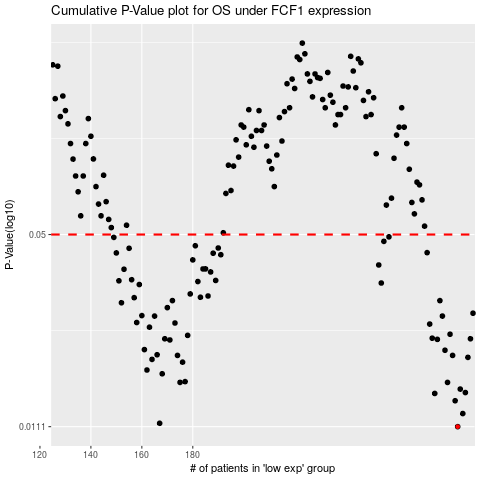 Cumulative P-Value plot for OS under FCF1 expression
P-Value(log10)
0.05
0.0111
120 140 160 180
# of patients in 'low exp' group